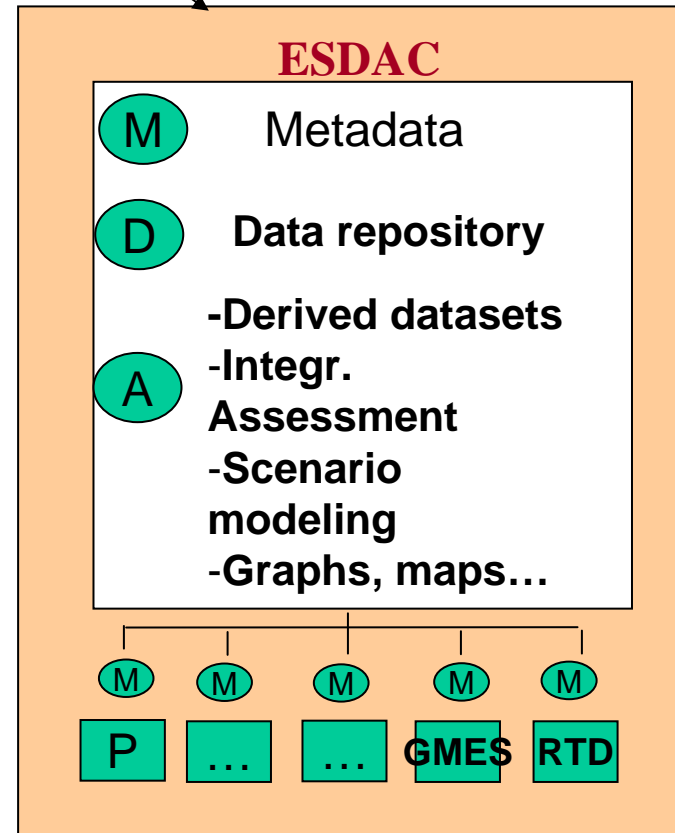 ESDAC
M Metadata
D Data repository
A
-Derived datasets
-Integr.
Assessment
-Scenario
modeling
-Graphs, maps…
M M M M M
P … … GMES RTD